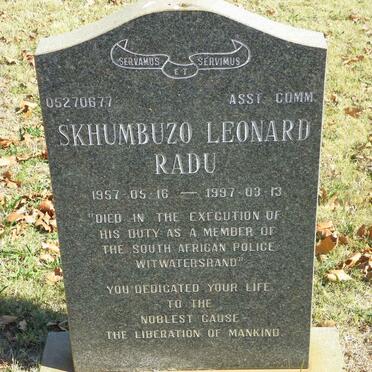 SERVAMUS ET SERVIMUS
05270677 ASST. COMM
SKHUMBUZO LEONARD
RADU
1957-05-16 — 1997-03-13
"DIED IN THE EXECUTION OF
HIS DUTY AS A MEMBER OF
THE SOUTH AFRICAN POLICE
WITWATERSRAND"
YOU DEDICATED YOUR LIFE
TO THE
NOBLEST CAUSE
THE LIBERATION OF MANKIND